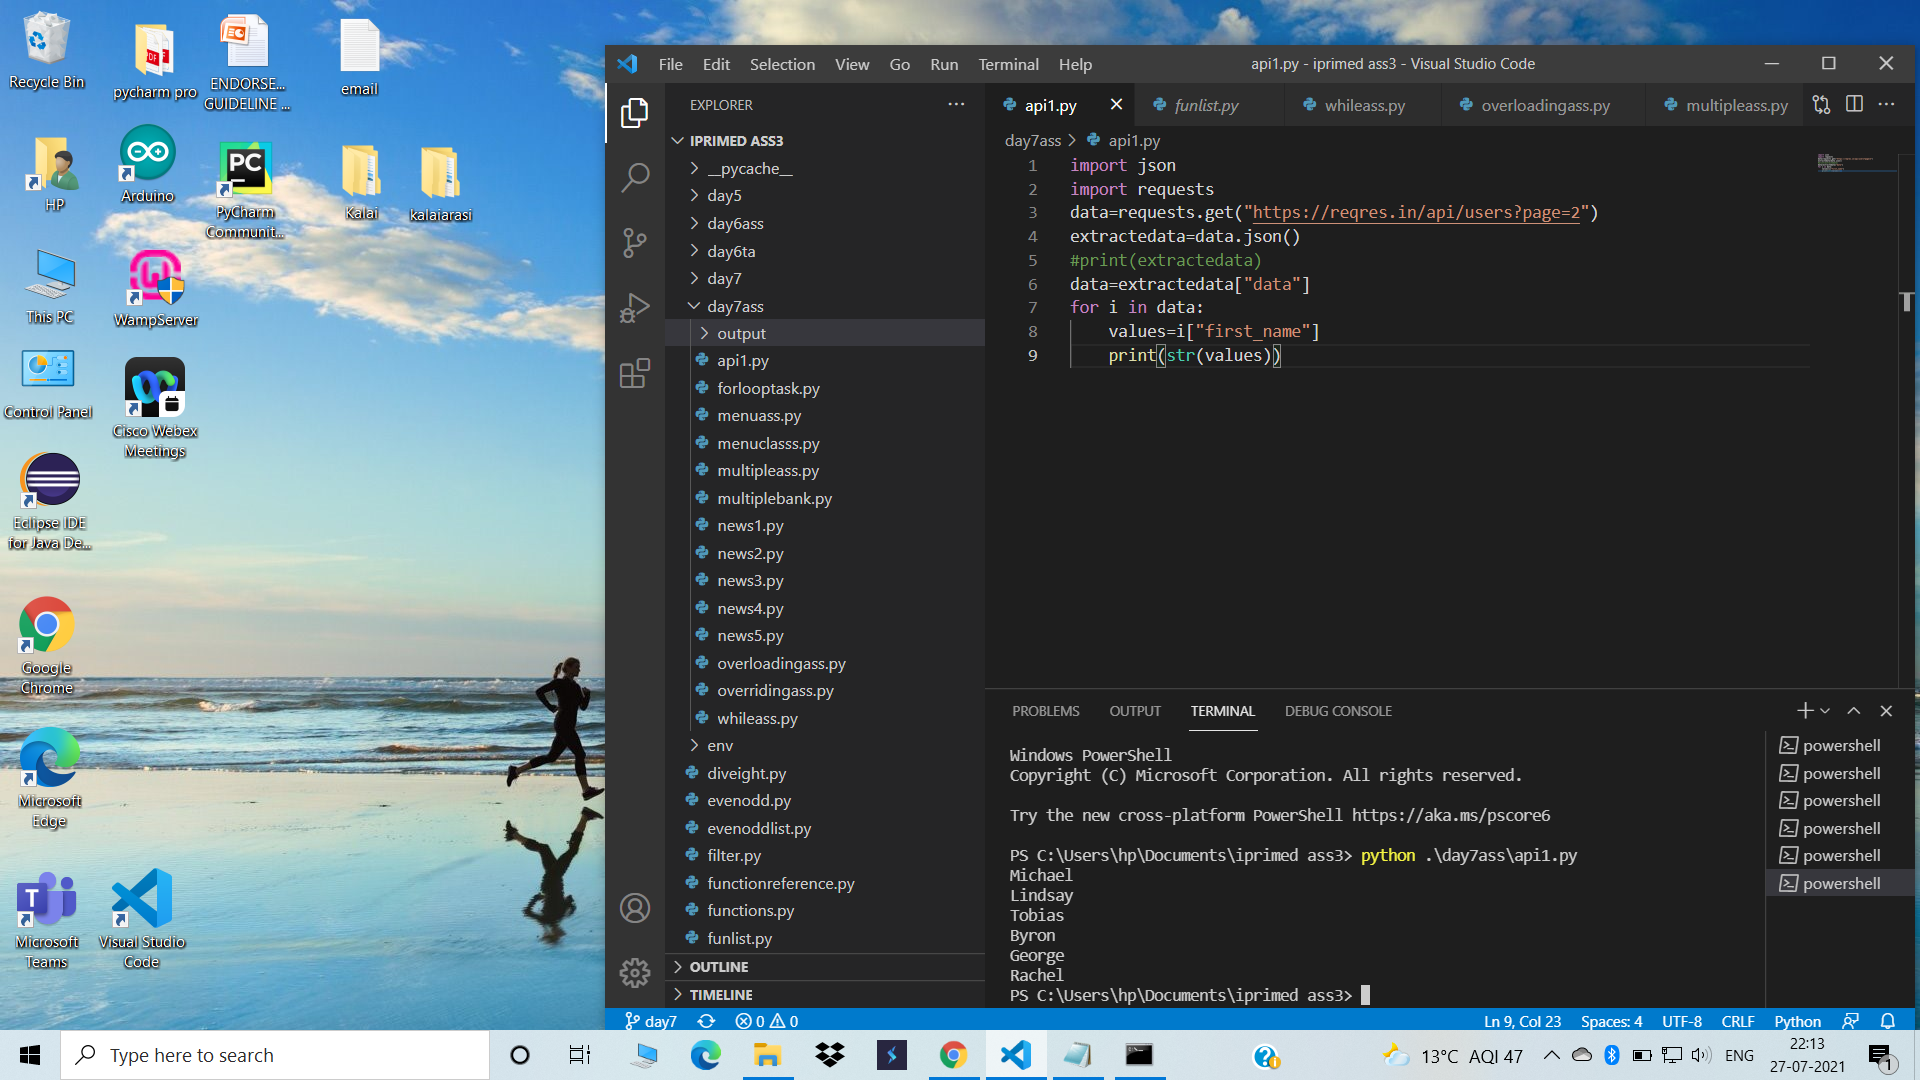 Recycle Bin
pycharm pro
ENDORSE...
GUIDELINE ...
email
HP
Arduino
PyCharm
Communit...
Kalai
kalaiarasi
This PC
WampServer
Control Panel
Cisco Webex
Meetings
Eclipse IDE
for Java De...
Google
Chrome
Microsoft
Edge
Microsoft
Teams
Visual Studio
Code
File Edit Selection View Go Run Terminal Help
api1.py - iprimed ass3 - Visual Studio Code
EXPLORER
IPRIMED ASS3
__pycache__
day5
day6ass
day6ta
day7
day7ass
output
api1.py
forlooptask.py
menuass.py
menuclasss.py
multipleass.py
multiplebank.py
news1.py
news2.py
news3.py
news4.py
news5.py
overloadingass.py
overridingass.py
whileass.py
env
diveight.py
evenodd.py
evenoddlist.py
filter.py
functionreference.py
functions.py
funlist.py
OUTLINE
TIMELINE
api1.py funlist.py whileass.py overloadingass.py multipleass.py
day7ass > api1.py
1 import json
2 import requests
3 data=requests.get("https://reqres.in/api/users?page=2")
4 extractedata=data.json()
5 #print(extractedata)
6 data=extractedata["data"]
7 for i in data:
8 values=i["first_name"]
9 print(str(values))
PROBLEMS OUTPUT TERMINAL DEBUG CONSOLE
Windows PowerShell
Copyright (C) Microsoft Corporation. All rights reserved.
Try the new cross-platform PowerShell https://aka.ms/pscore6
PS C:\Users\hp\Documents\iprimed ass3> python .\day7ass\api1.py
Michael
Lindsay
Tobias
Byron
George
Rachel
PS C:\Users\hp\Documents\iprimed ass3>
powershell
powershell
powershell
powershell
powershell
powershell
day7 0 0 Ln 9, Col 23 Spaces: 4 UTF-8 CRLF Python
Type here to search
13°C AQI 47 ENG
22:13
27-07-2021
1